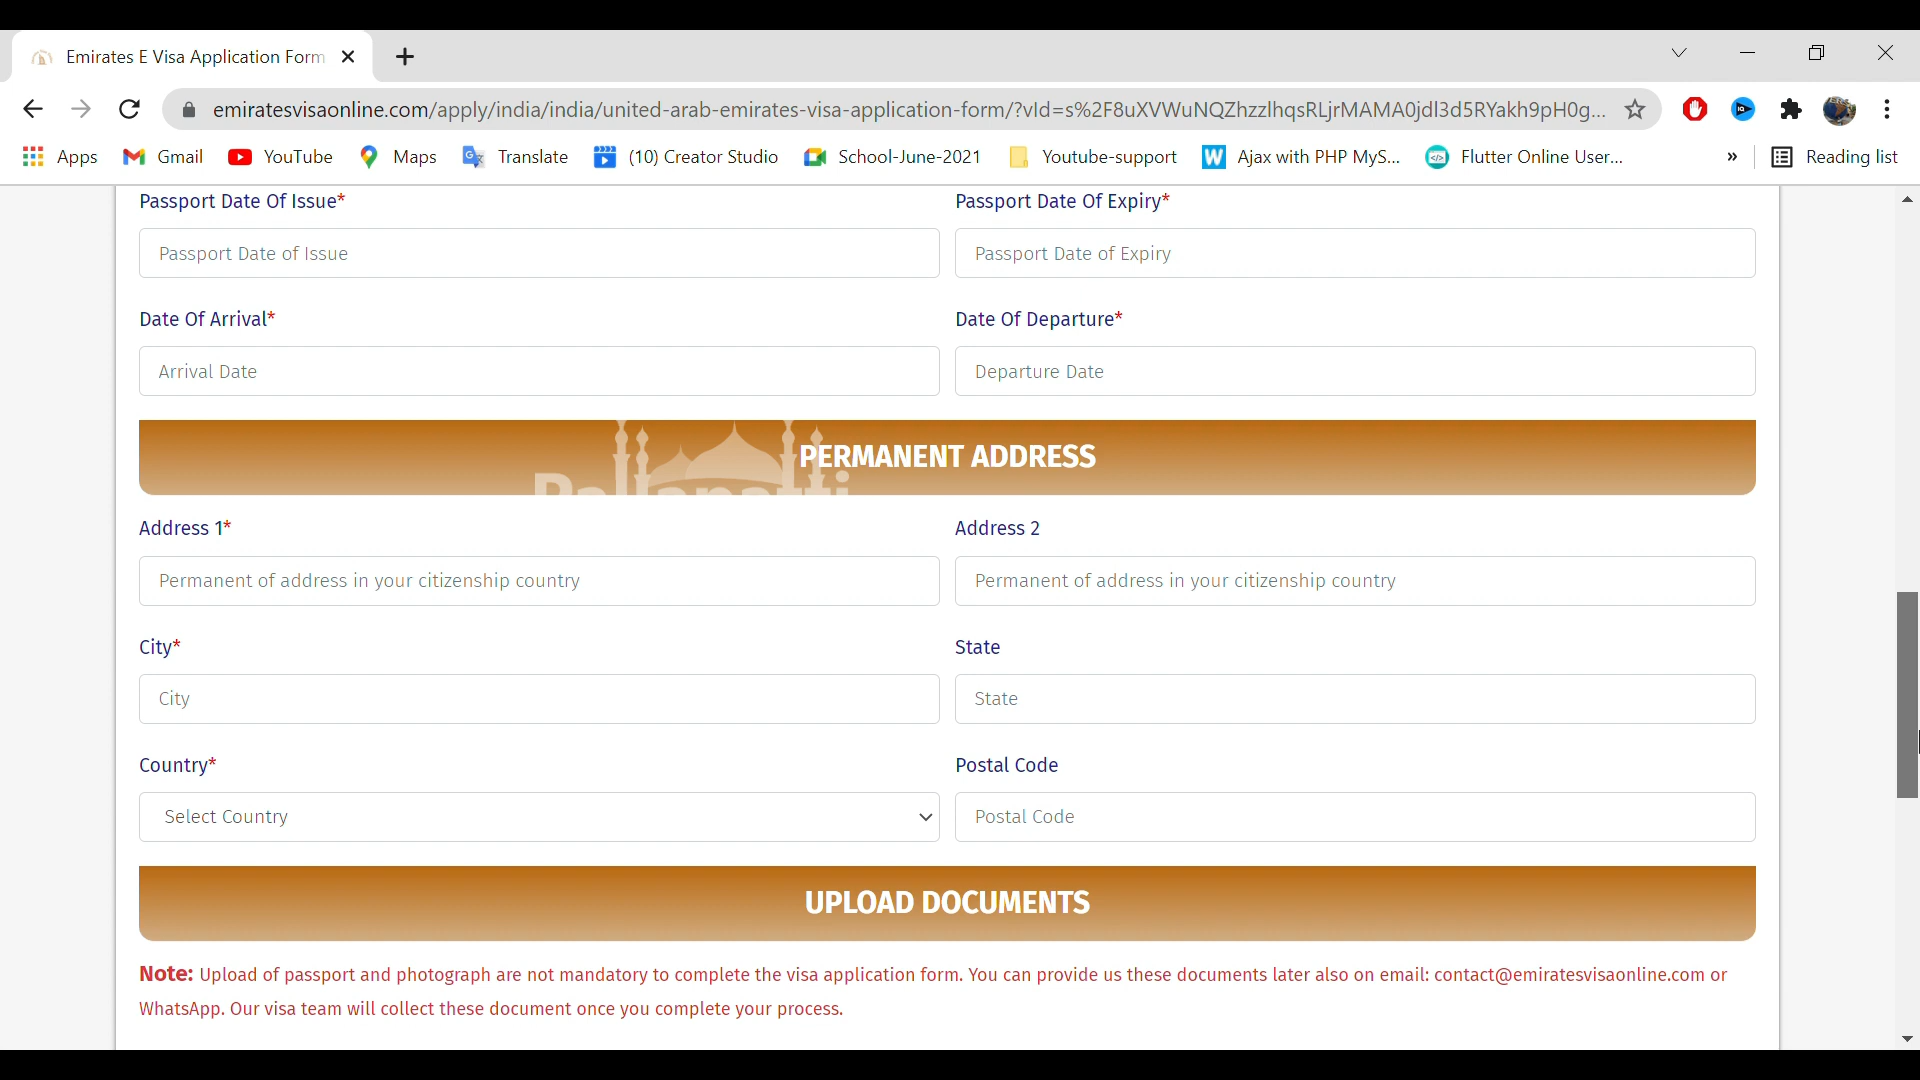 Emirates E Visa Application Form
emiratesvisaonline.com/apply/india/india/united-arab-emirates-visa-application-form/?vId=s%2F8uXVWuNQZhzzlhqsRLjrMAMA0jdl3d5RYakh9pH0g...
Apps Gmail YouTube Maps Translate (10) Creator Studio School-June-2021 Youtube-support Ajax with PHP MyS... Flutter Online User... » Reading list
Passport Date Of Issue* Passport Date Of Expiry*
Passport Date of Issue Passport Date of Expiry
Date Of Arrival* Date Of Departure*
Arrival Date Departure Date
PERMANENT ADDRESS
Address 1* Address 2
Permanent of address in your citizenship country Permanent of address in your citizenship country
City* State
City State
Country* Postal Code
Select Country Postal Code
UPLOAD DOCUMENTS
Note: Upload of passport and photograph are not mandatory to complete the visa application form. You can provide us these documents later also on email: contact@emiratesvisaonline.com or
WhatsApp. Our visa team will collect these document once you complete your process.